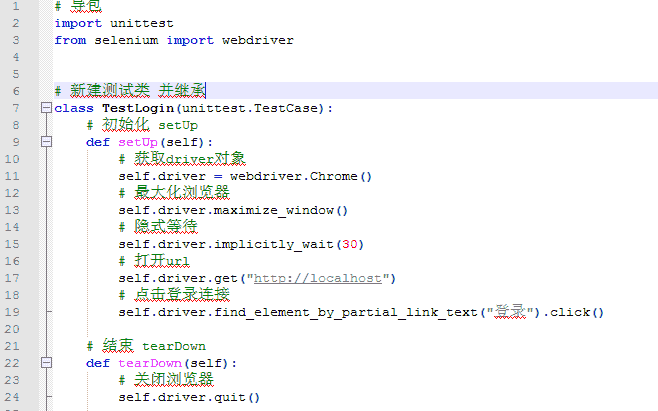 1 # 导包
2 import unittest
3 from selenium import webdriver
4
5
6 # 新建测试类 并继承
7 class TestLogin(unittest.TestCase):
8 # 初始化 setUp
9 def setUp(self):
10 # 获取driver对象
11 self.driver = webdriver.Chrome()
12 # 最大化浏览器
13 self.driver.maximize_window()
14 # 隐式等待
15 self.driver.implicitly_wait(30)
16 # 打开url
17 self.driver.get("http://localhost")
18 # 点击登录连接
19 self.driver.find_element_by_partial_link_text("登录").click()
20
21 # 结束 tearDown
22 def tearDown(self):
23 # 关闭浏览器
24 self.driver.quit()